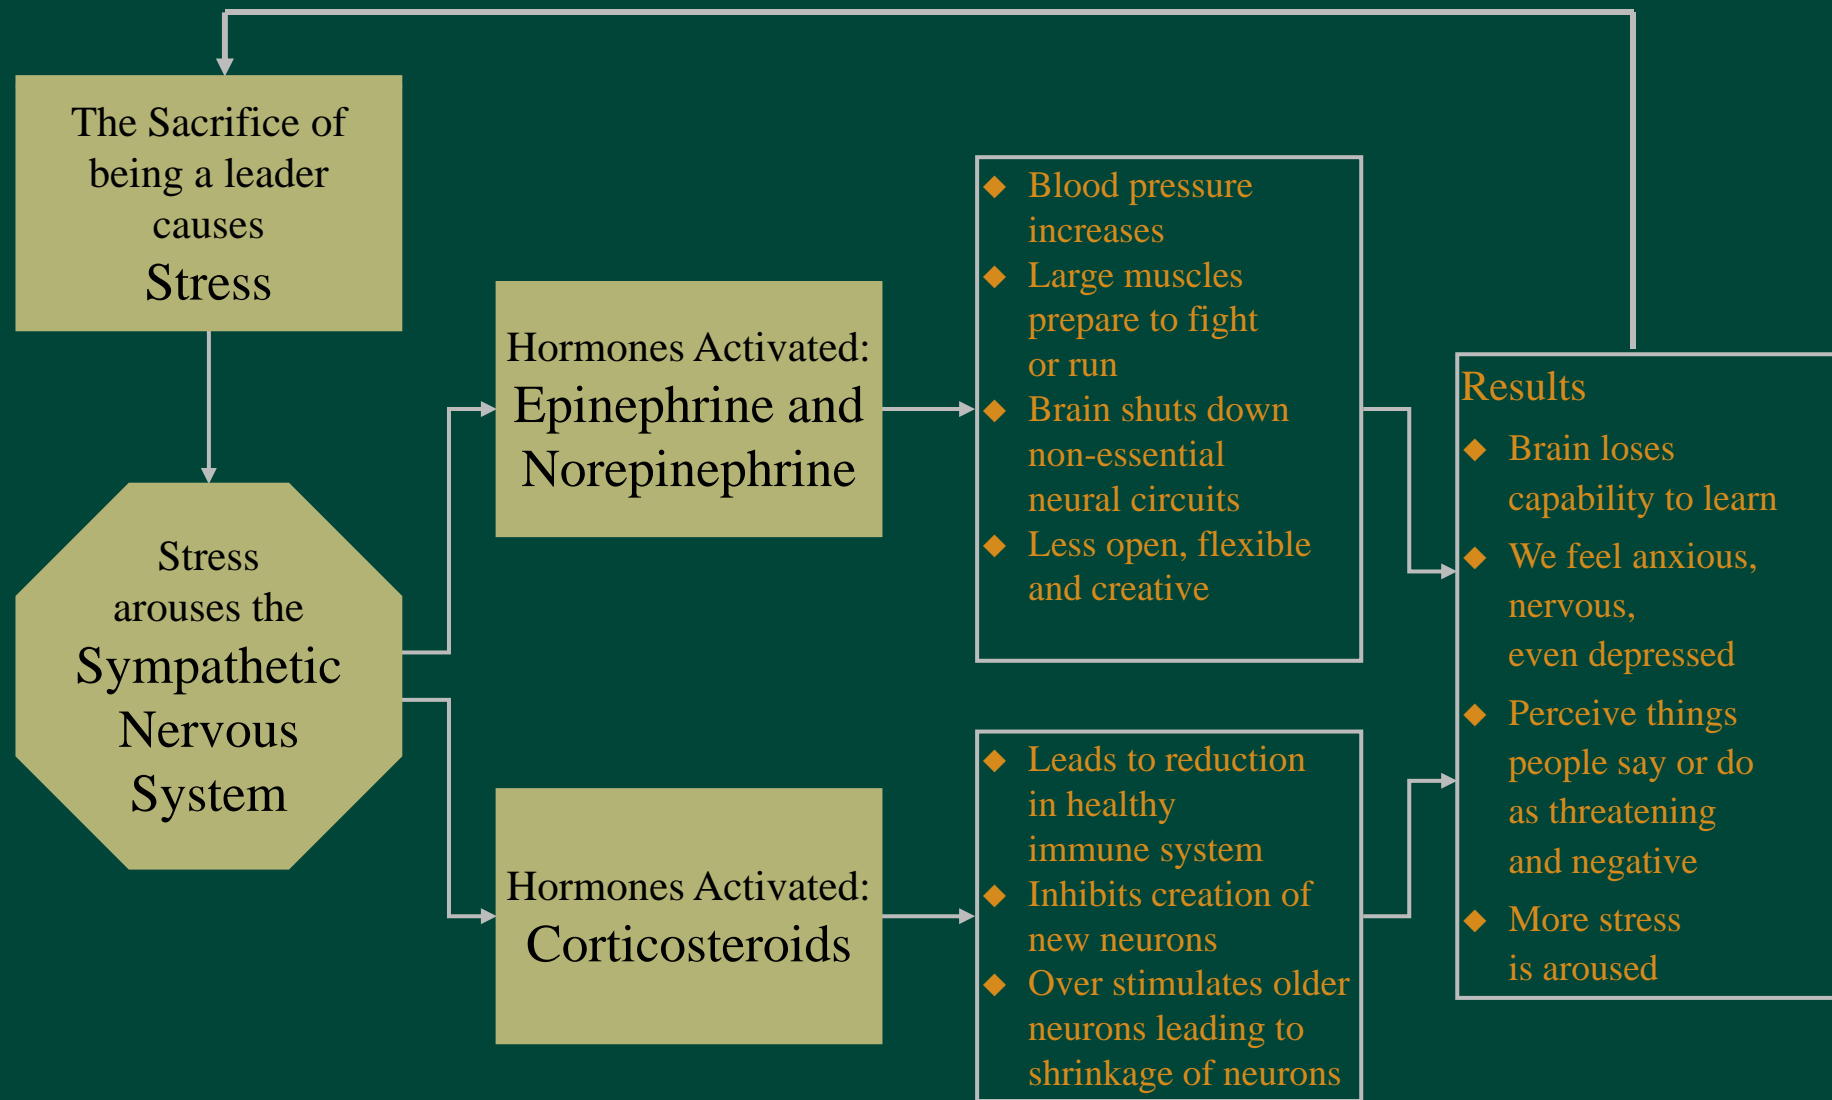 The Sacrifice of
being a leader
causes
Stress
Stress
arouses the
Sympathetic
Nervous
System
Hormones Activated:
Epinephrine and
Norepinephrine
Hormones Activated:
Corticosteroids
◆ Blood pressure
increases
◆ Large muscles
prepare to fight
or run
◆ Brain shuts down
non-essential
neural circuits
◆ Less open, flexible
and creative
◆ Leads to reduction
in healthy
immune system
◆ Inhibits creation of
new neurons
◆ Over stimulates older
neurons leading to
shrinkage of neurons
Results
◆ Brain loses
capability to learn
◆ We feel anxious,
nervous,
even depressed
◆ Perceive things
people say or do
as threatening
and negative
◆ More stress
is aroused